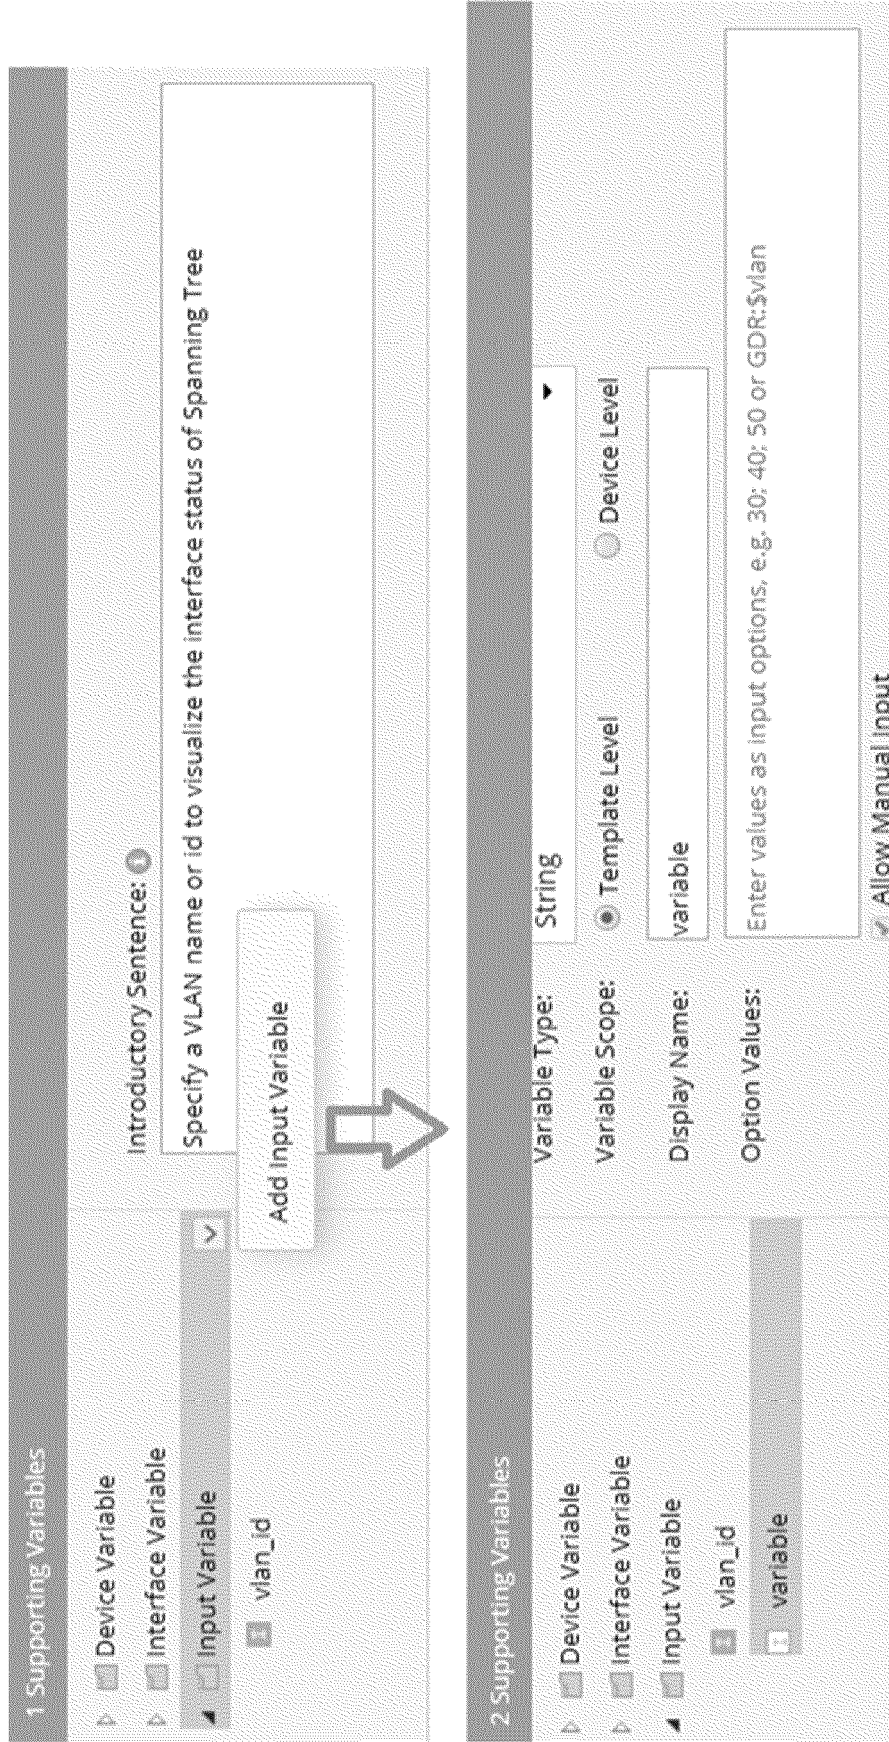 1 Supporting Variables
Device Variable
Interface Variable
Input Variable
vlan_id
Introductory Sentence:
Specify a VLAN name or id to visualize the interface status of Spanning Tree
Add Input Variable
2 Supporting Variables
Device Variable
Interface Variable
Input Variable
vlan_id
variable
Variable Type: String
Variable Scope: Template Level Device Level
Display Name: variable
Option Values: Enter values as input options, e.g. 30; 40; 50 or GDR:$vlan
Allow Manual Input